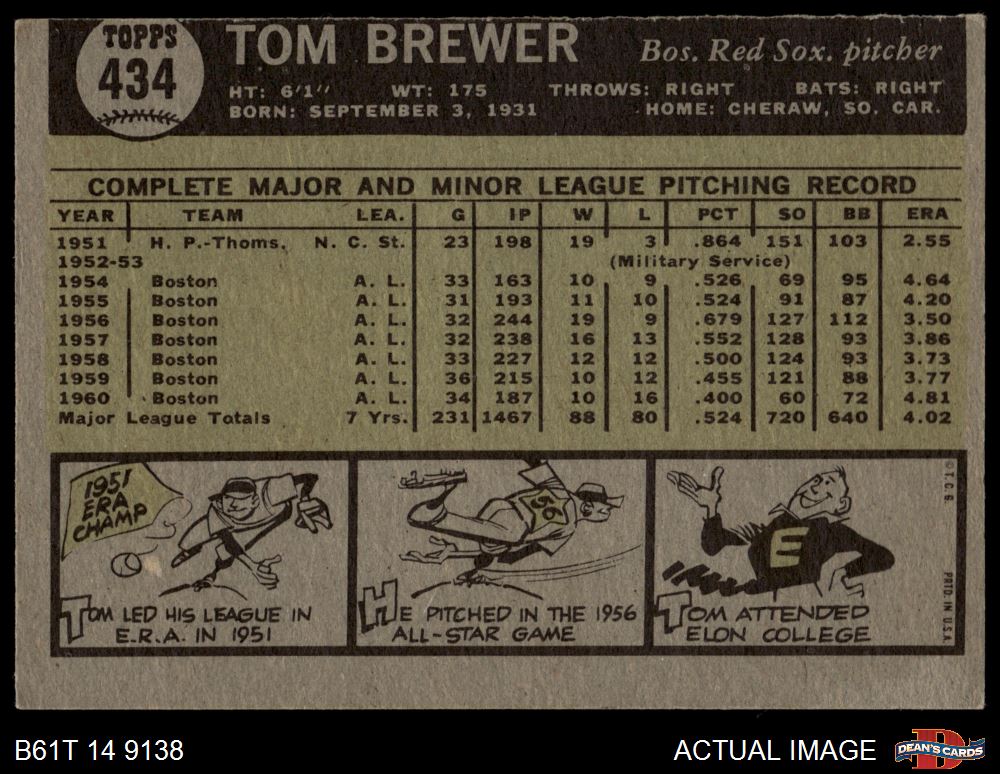 TOPPS
434
TOM BREWER
Bos. Red Sox. pitcher
HT: 6'1" WT: 175 THROWS: RIGHT BATS: RIGHT
BORN: SEPTEMBER 3, 1931 HOME: CHERAW, SO. CAR.
COMPLETE MAJOR AND MINOR LEAGUE PITCHING RECORD
YEAR TEAM LEA. G IP W L PCT SO BB ERA
1951 H. P.-Thoms. N. C. St. 23 198 19 3 .864 151 103 2.55
1952-53 (Military Service)
1954 Boston A. L. 33 163 10 9 .526 69 95 4.64
1955 Boston A. L. 31 193 11 10 .524 91 87 4.20
1956 Boston A. L. 32 244 19 9 .679 127 112 3.50
1957 Boston A. L. 32 238 16 13 .552 128 93 3.86
1958 Boston A. L. 33 227 12 12 .500 124 93 3.73
1959 Boston A. L. 36 215 10 12 .455 121 88 3.77
1960 Boston A. L. 34 187 10 16 .400 60 72 4.81
Major League Totals 7 Yrs. 231 1467 88 80 .524 720 640 4.02
1951
ERA
CHAMP
TOM LED HIS LEAGUE IN
E.R.A. IN 1951
56
HE PITCHED IN THE 1956
ALL-STAR GAME
E
TOM ATTENDED
ELON COLLEGE
© T. C. G.
PRTD. IN U.S.A.
B61T 14 9138
ACTUAL IMAGE
D
DEAN'S CARDS